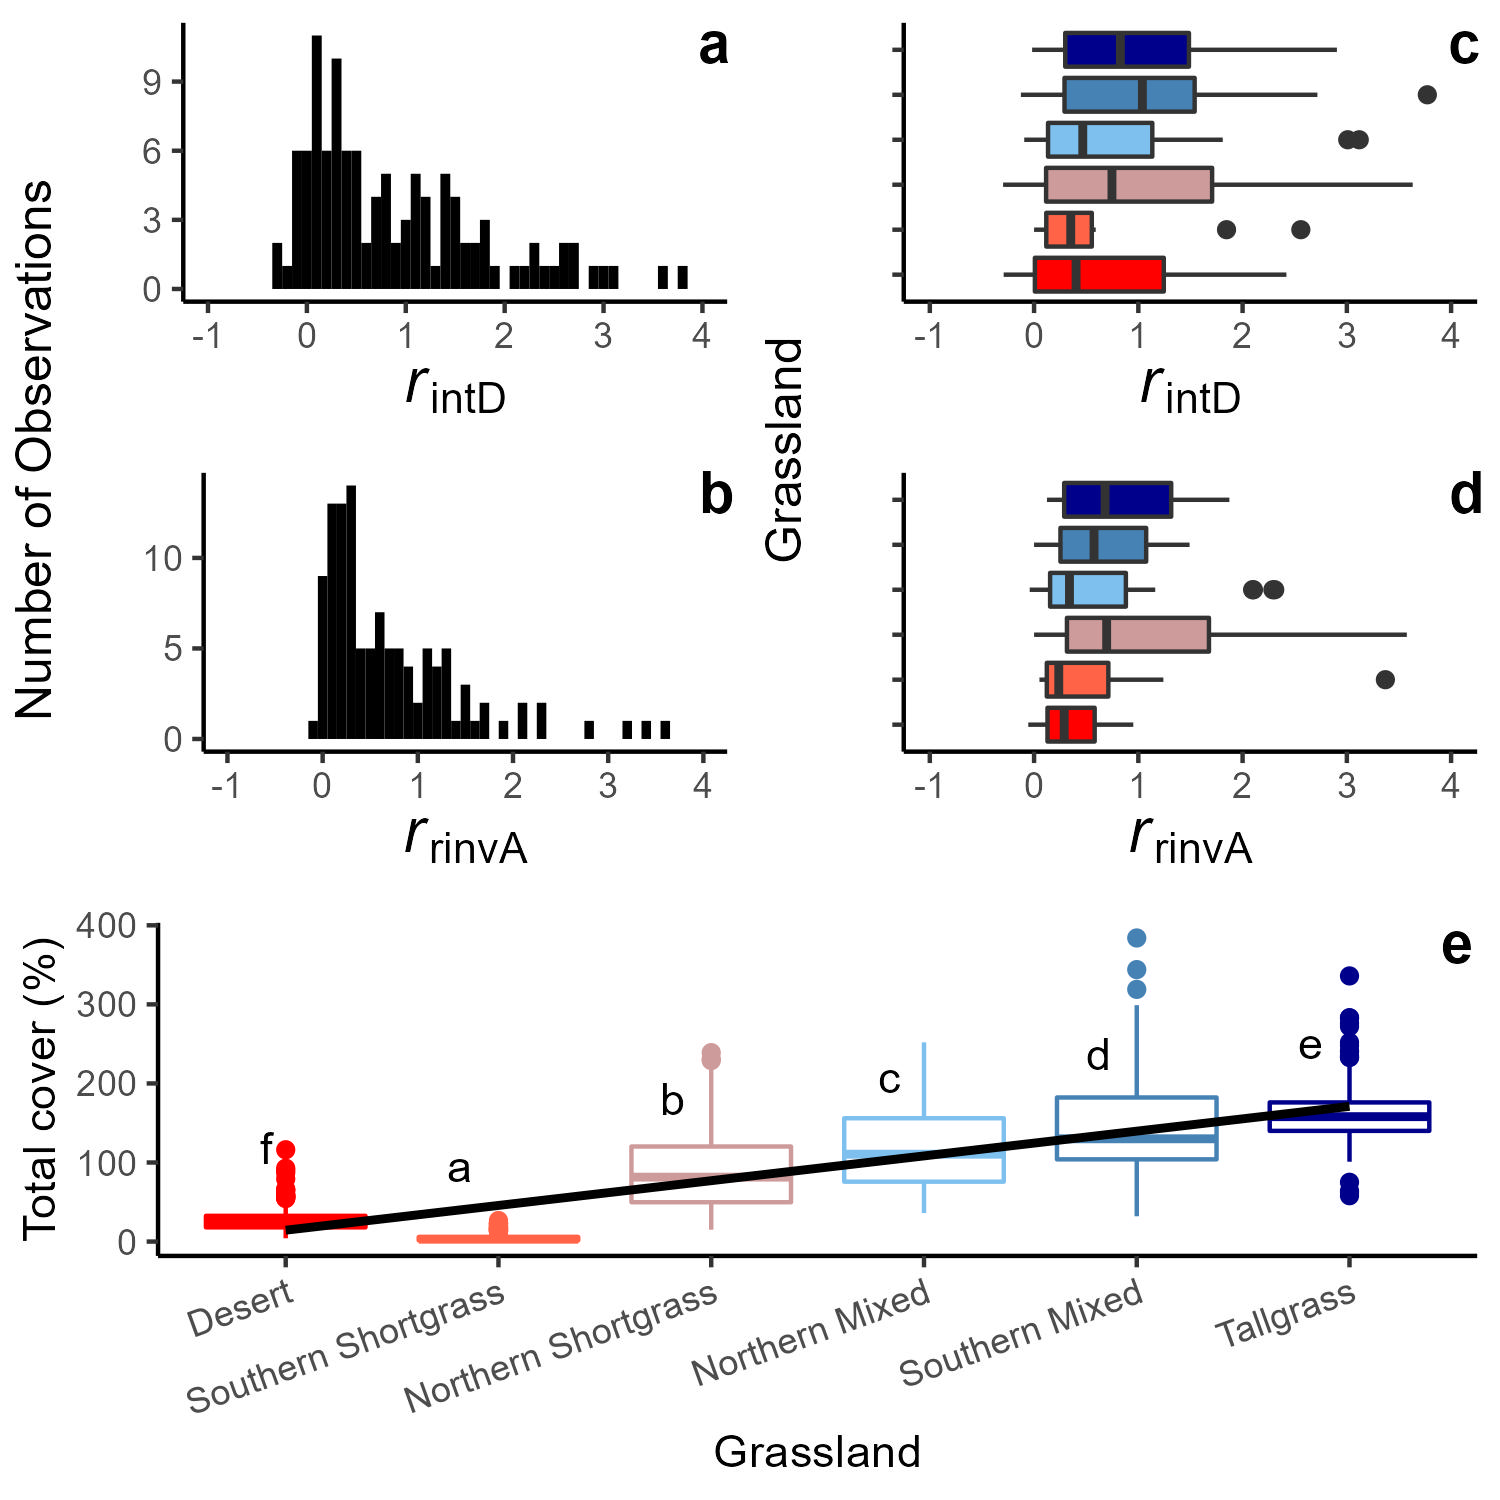 Number of Observations
a
9
6
3
0
-1 0 1 2 3 4
r intD
b
10
5
0
-1 0 1 2 3 4
r rinvA
Grassland
c
-1 0 1 2 3 4
r intD
d
-1 0 1 2 3 4
r rinvA
Total cover (%)
e
400
300
200
100
0
f a b c d e
Desert
Southern Shortgrass
Northern Shortgrass
Northern Mixed
Southern Mixed
Tallgrass
Grassland